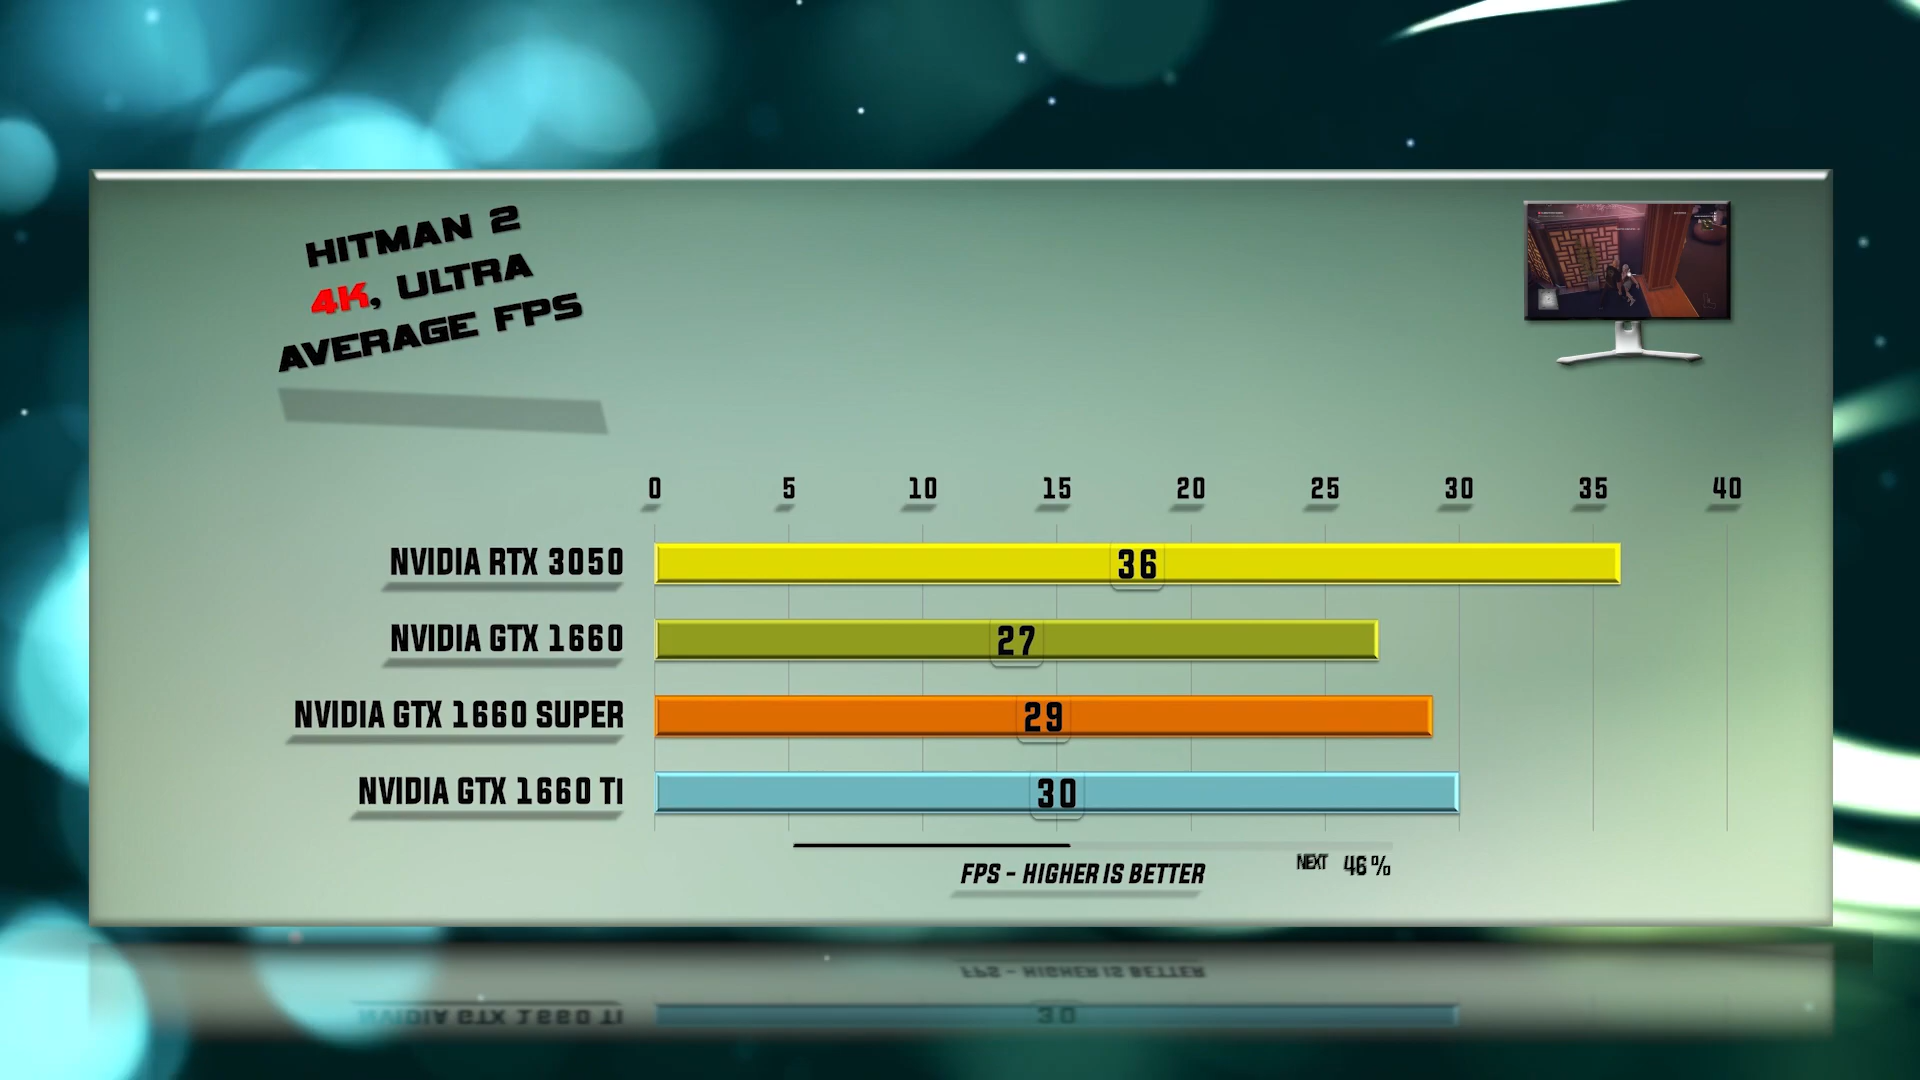 HITMAN 2
4K, ULTRA
AVERAGE FPS
0 5 10 15 20 25 30 35 40
NVIDIA RTX 3050 36
NVIDIA GTX 1660 27
NVIDIA GTX 1660 SUPER 29
NVIDIA GTX 1660 TI 30
FPS - HIGHER IS BETTER
NEXT 46%